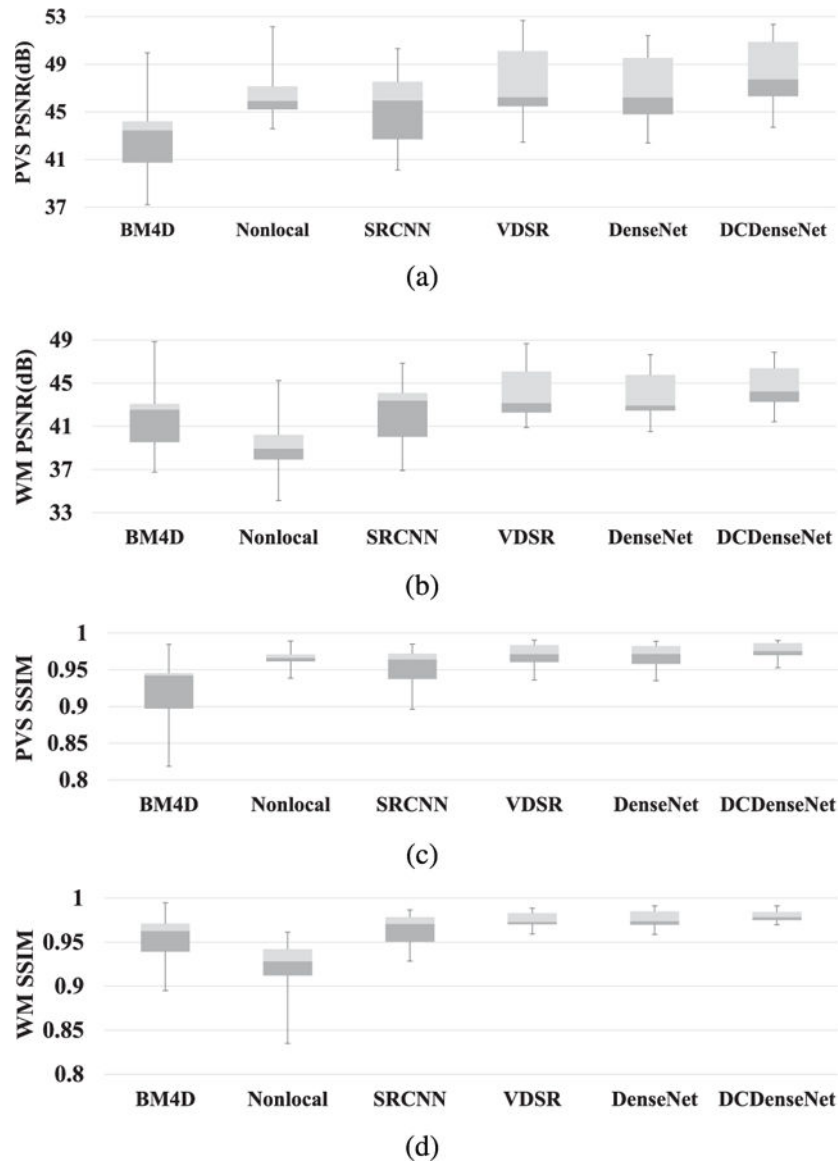 53
49
45
41
37
PVS PSNR(dB)
BM4D Nonlocal SRCNN VDSR DenseNet DCDenseNet
(a)
49
45
41
37
33
WM PSNR(dB)
BM4D Nonlocal SRCNN VDSR DenseNet DCDenseNet
(b)
1
0.95
0.9
0.85
0.8
PVS SSIM
BM4D Nonlocal SRCNN VDSR DenseNet DCDenseNet
(c)
1
0.95
0.9
0.85
0.8
WM SSIM
BM4D Nonlocal SRCNN VDSR DenseNet DCDenseNet
(d)